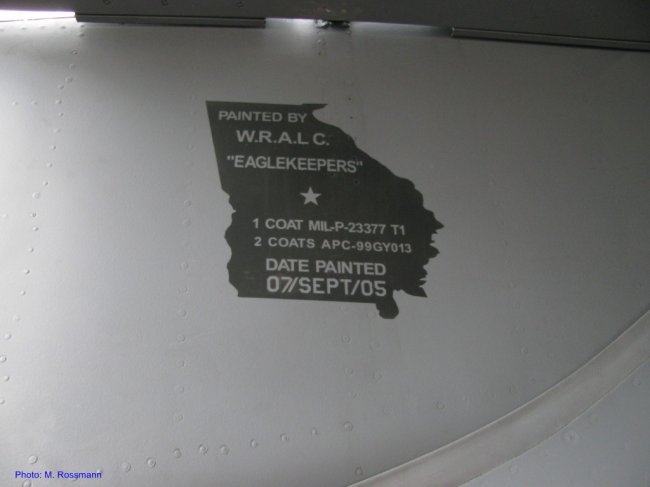 PAINTED BY
W.R.A.L C.
"EAGLEKEEPERS"
1 COAT MIL-P-23377 T1
2 COATS APC-99GY013
DATE PAINTED
07/SEPT/05
Photo: M. Rossmann